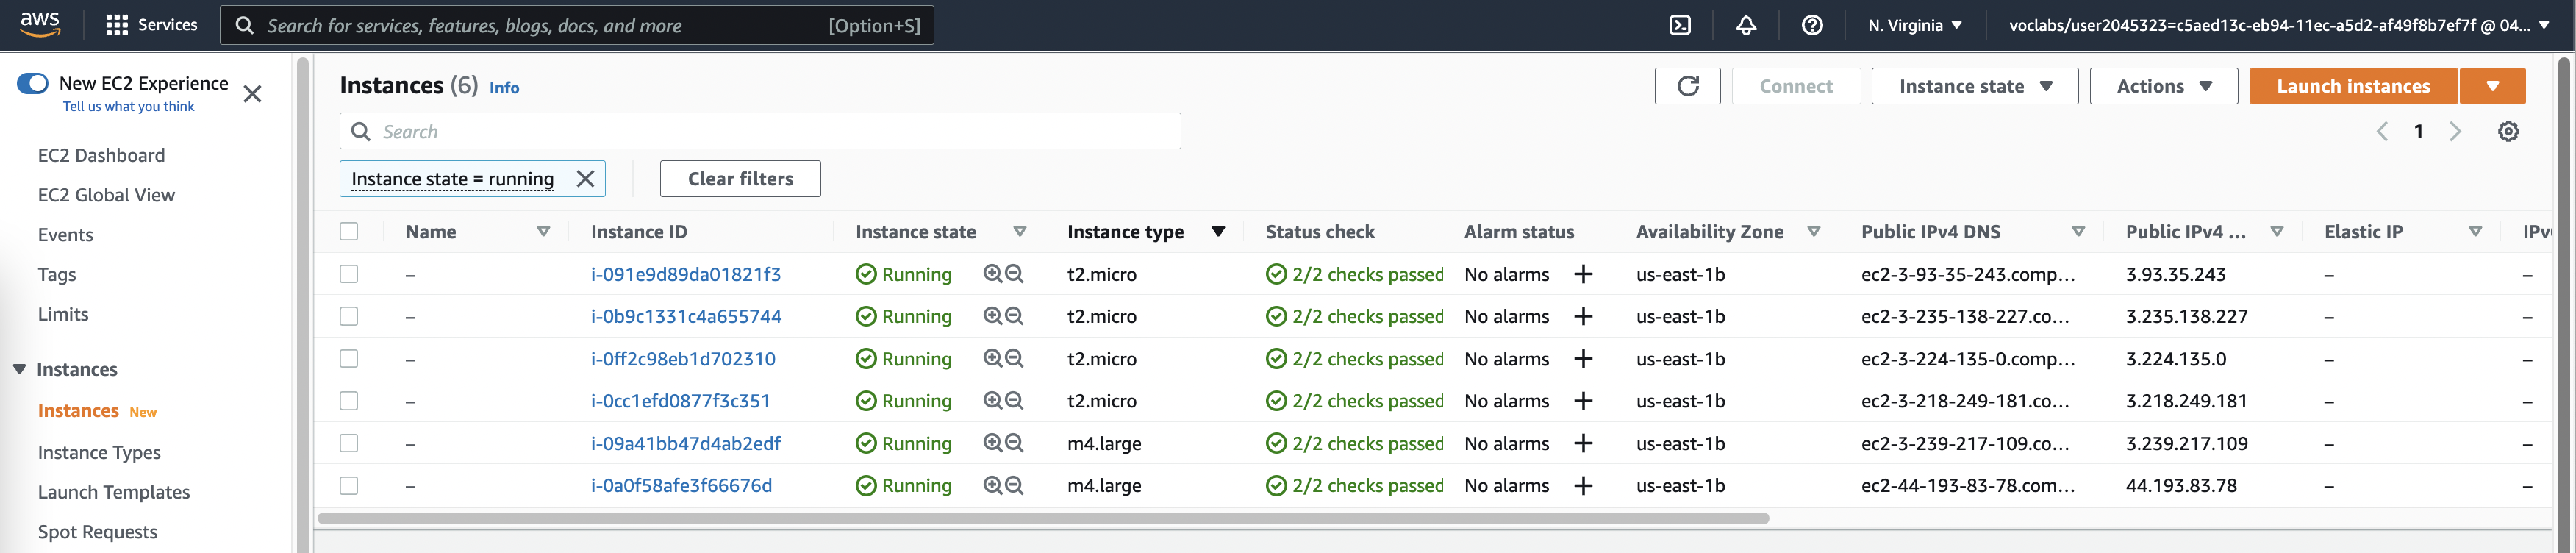 aws
Services
Search for services, features, blogs, docs, and more [Option+S]
N. Virginia
voclabs/user2045323=c5aed13c-eb94-11ec-a5d2-af49f8b7ef7f @ 04...
New EC2 Experience
Tell us what you think
EC2 Dashboard
EC2 Global View
Events
Tags
Limits
Instances
Instances New
Instance Types
Launch Templates
Spot Requests
Instances (6) Info
Connect
Instance state
Actions
Launch instances
Search
1
Instance state = running
Clear filters
Name Instance ID Instance state Instance type Status check Alarm status Availability Zone Public IPv4 DNS Public IPv4 ... Elastic IP IPv
– i-091e9d89da01821f3 Running t2.micro 2/2 checks passed No alarms + us-east-1b ec2-3-93-35-243.comp... 3.93.35.243 – –
– i-0b9c1331c4a655744 Running t2.micro 2/2 checks passed No alarms + us-east-1b ec2-3-235-138-227.co... 3.235.138.227 – –
– i-0ff2c98eb1d702310 Running t2.micro 2/2 checks passed No alarms + us-east-1b ec2-3-224-135-0.comp... 3.224.135.0 – –
– i-0cc1efd0877f3c351 Running t2.micro 2/2 checks passed No alarms + us-east-1b ec2-3-218-249-181.co... 3.218.249.181 – –
– i-09a41bb47d4ab2edf Running m4.large 2/2 checks passed No alarms + us-east-1b ec2-3-239-217-109.co... 3.239.217.109 – –
– i-0a0f58afe3f66676d Running m4.large 2/2 checks passed No alarms + us-east-1b ec2-44-193-83-78.com... 44.193.83.78 – –